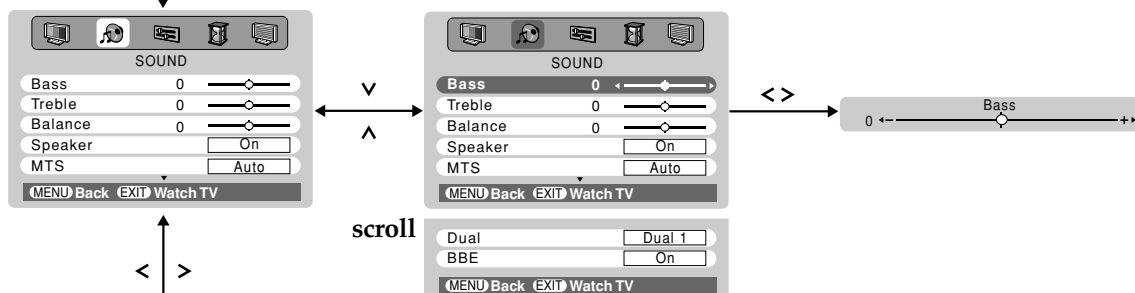 SOUND
Bass 0
Treble 0
Balance 0
Speaker On
MTS Auto
MENU Back EXIT Watch TV
∨
∧
< >
SOUND
Bass 0
Treble 0
Balance 0
Speaker On
MTS Auto
MENU Back EXIT Watch TV
scroll
Dual Dual 1
BBE On
MENU Back EXIT Watch TV
< >
Bass
0 − +